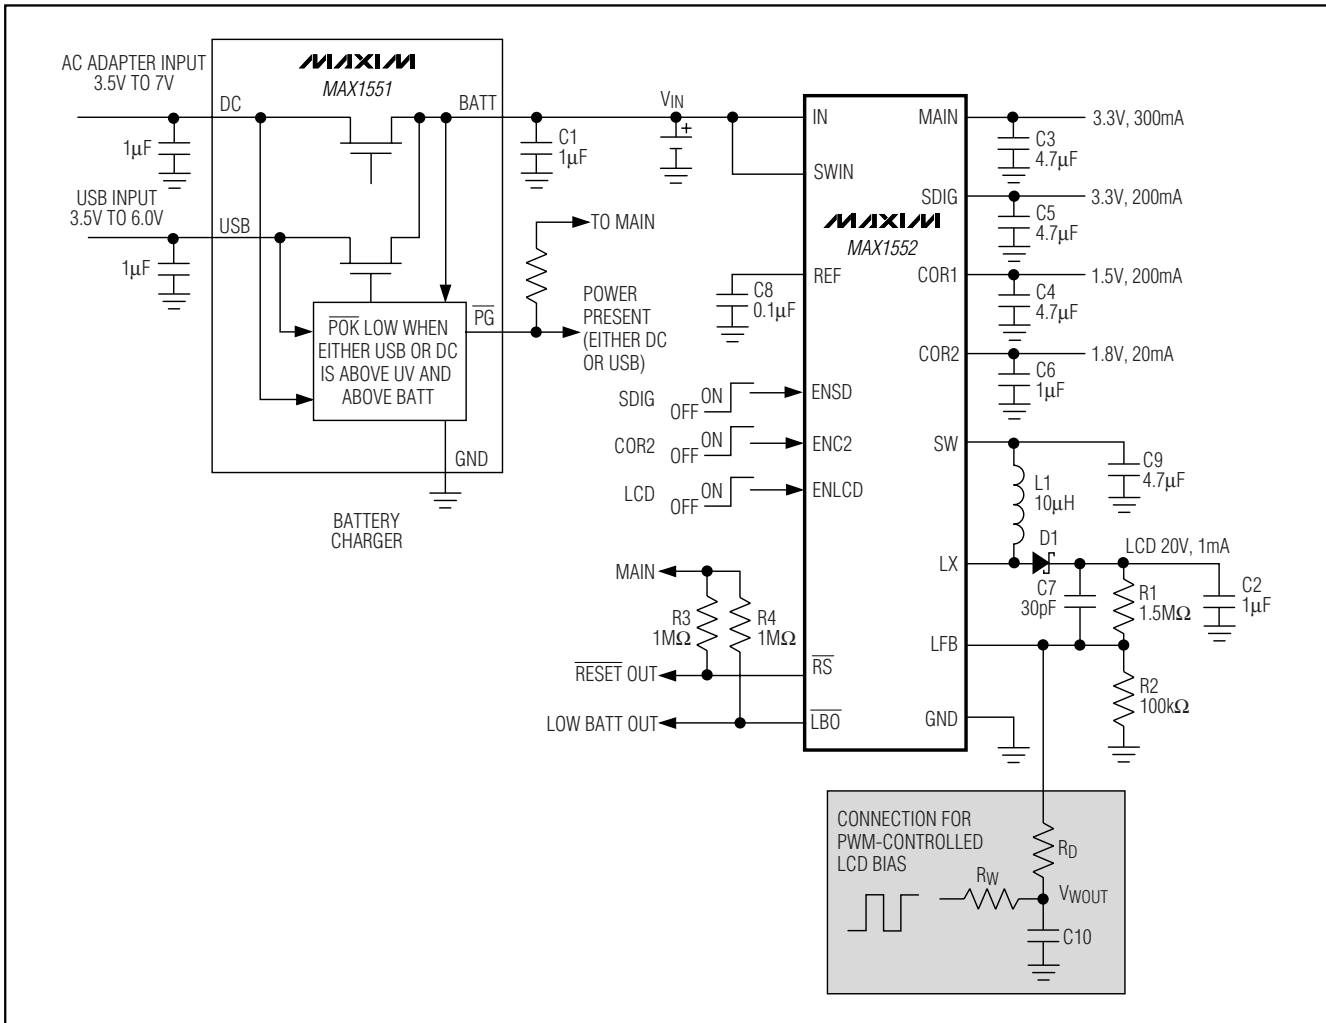 AC ADAPTER INPUT
3.5V TO 7V
DC
1µF
USB INPUT
3.5V TO 6.0V
USB
1µF
MAXIM
MAX1551
BATT
POK LOW WHEN
EITHER USB OR DC
IS ABOVE UV AND
ABOVE BATT
PG
GND
BATTERY
CHARGER
C1
1µF
VIN
+
TO MAIN
POWER
PRESENT
(EITHER DC
OR USB)
C8
0.1µF
SDIG
ON
OFF
COR2
ON
OFF
LCD
ON
OFF
MAIN
R3
1MΩ
R4
1MΩ
RESET OUT
LOW BATT OUT
IN
SWIN
MAXIM
MAX1552
REF
ENSD
ENC2
ENLCD
RS
LBO
MAIN
SDIG
COR1
COR2
SW
LX
LFB
GND
3.3V, 300mA
C3
4.7µF
3.3V, 200mA
C5
4.7µF
1.5V, 200mA
C4
4.7µF
1.8V, 20mA
C6
1µF
C9
4.7µF
L1
10µH
D1
LCD 20V, 1mA
C7
30pF
R1
1.5MΩ
C2
1µF
R2
100kΩ
CONNECTION FOR
PWM-CONTROLLED
LCD BIAS
RD
RW
VWOUT
C10